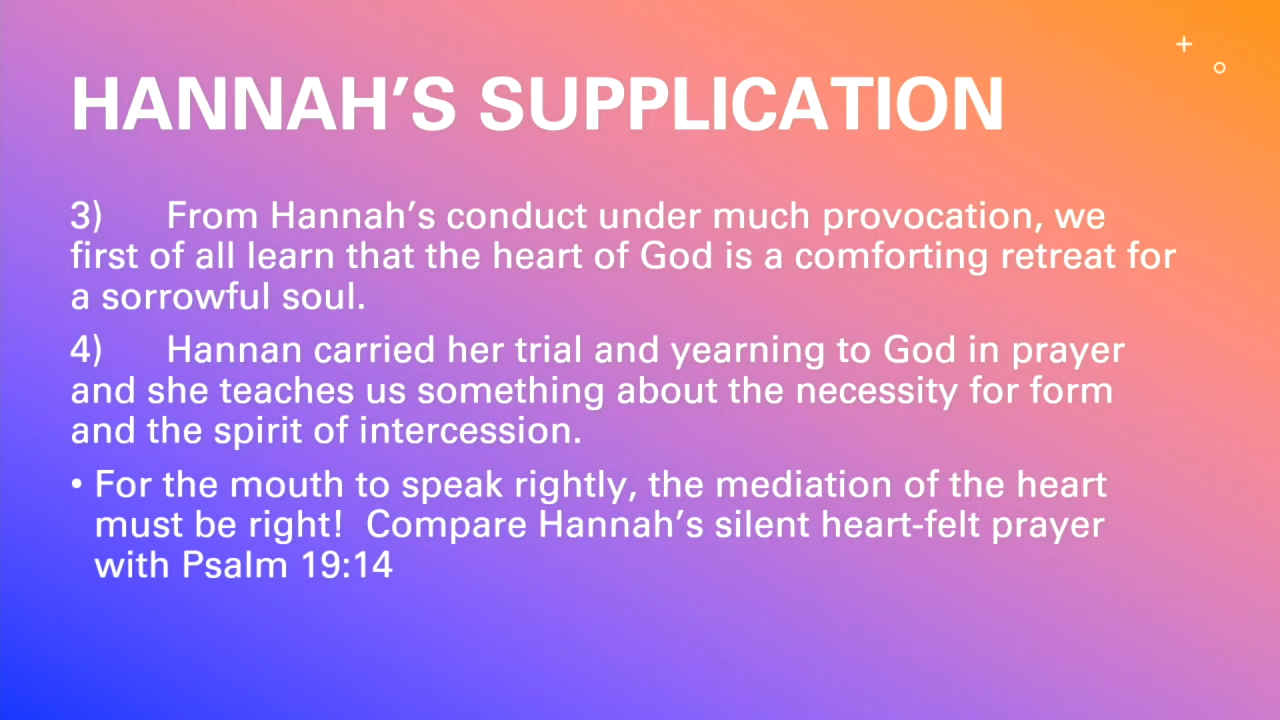 HANNAH’S SUPPLICATION
3) From Hannah’s conduct under much provocation, we
first of all learn that the heart of God is a comforting retreat for
a sorrowful soul.
4) Hannan carried her trial and yearning to God in prayer
and she teaches us something about the necessity for form
and the spirit of intercession.
• For the mouth to speak rightly, the mediation of the heart
must be right!  Compare Hannah’s silent heart-felt prayer
with Psalm 19:14